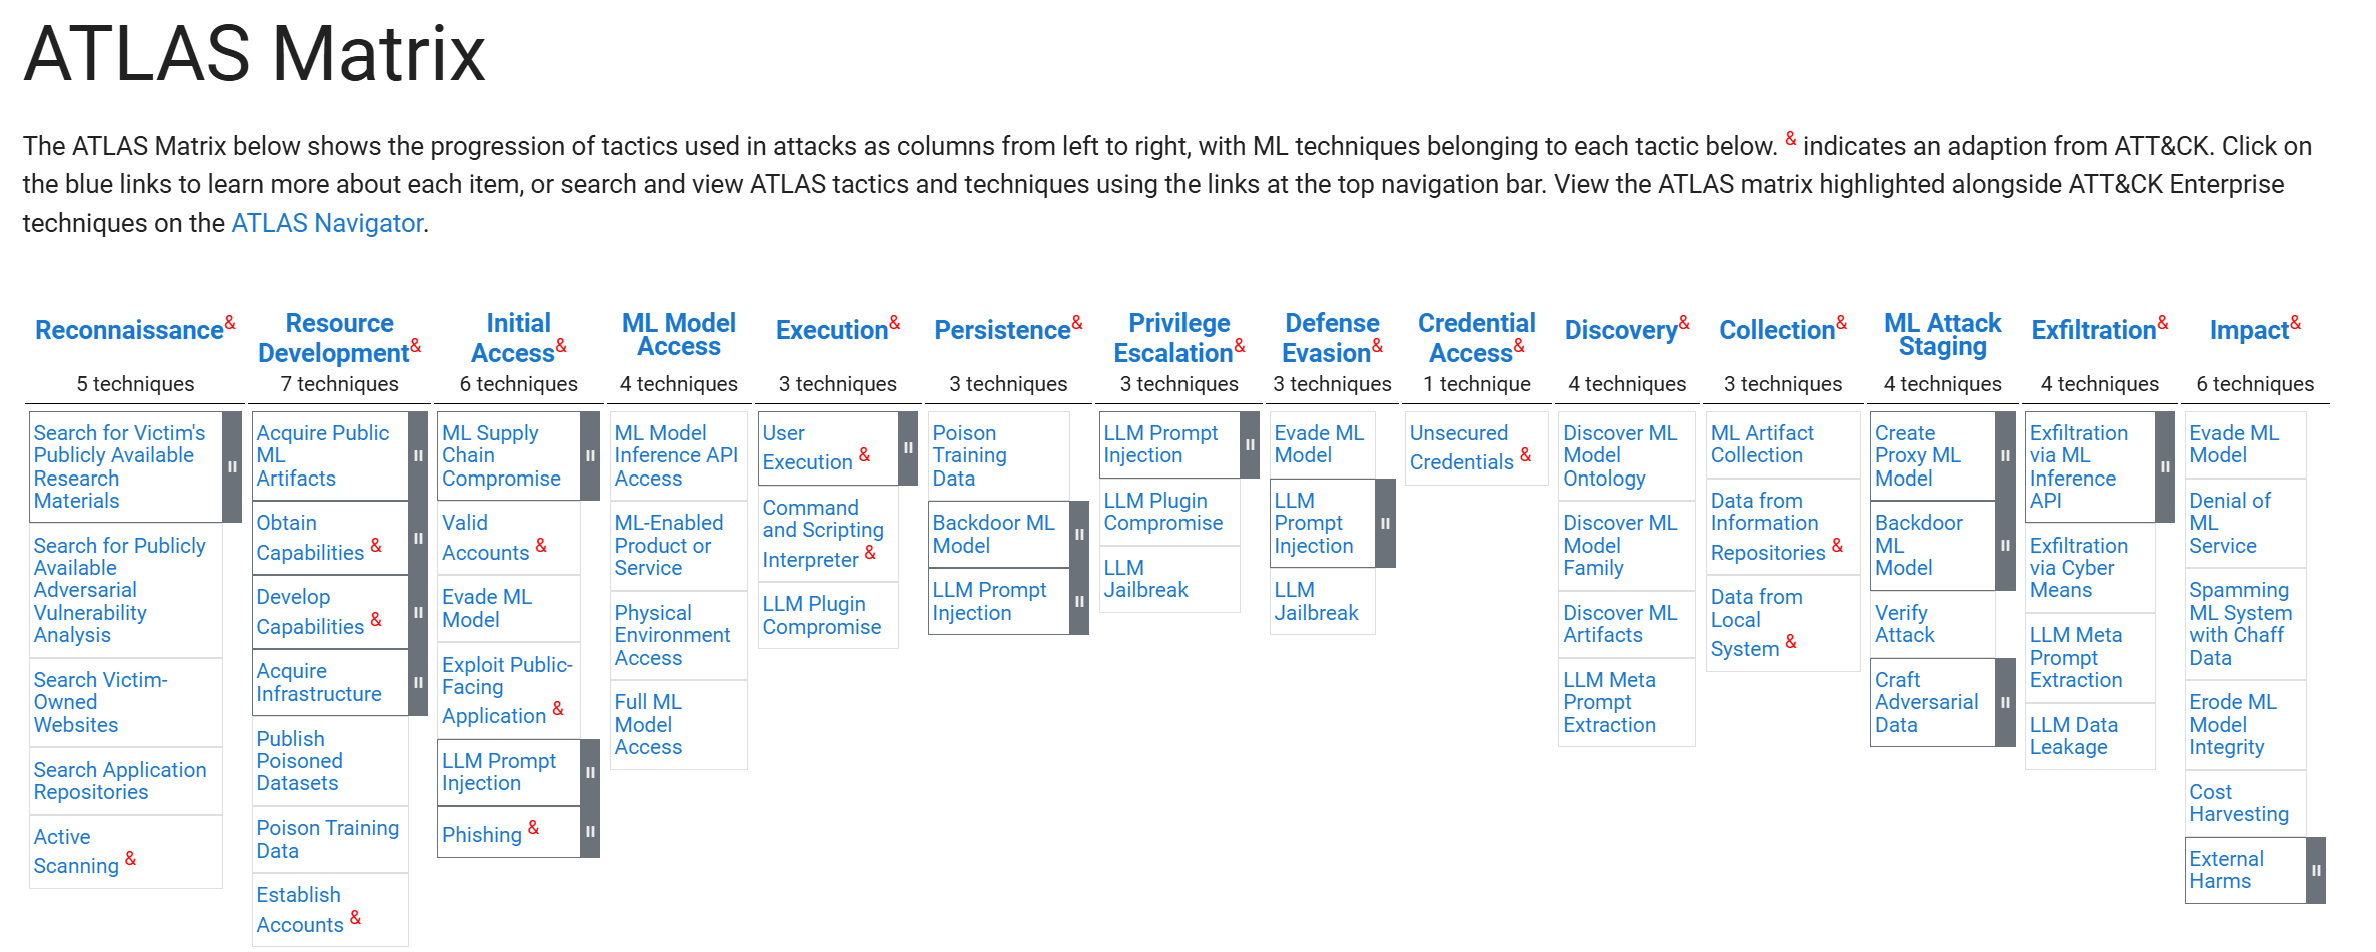 ATLAS Matrix
The ATLAS Matrix below shows the progression of tactics used in attacks as columns from left to right, with ML techniques belonging to each tactic below. & indicates an adaption from ATT&CK. Click on
the blue links to learn more about each item, or search and view ATLAS tactics and techniques using the links at the top navigation bar. View the ATLAS matrix highlighted alongside ATT&CK Enterprise
techniques on the ATLAS Navigator.
Reconnaissance&
5 techniques
Search for Victim's
Publicly Available
Research
Materials
Search for Publicly
Available
Adversarial
Vulnerability
Analysis
Search Victim-
Owned
Websites
Search Application
Repositories
Active
Scanning &
Resource
Development&
7 techniques
Acquire Public
ML
Artifacts
Obtain
Capabilities &
Develop
Capabilities &
Acquire
Infrastructure
Publish
Poisoned
Datasets
Poison Training
Data
Establish
Accounts &
Initial
Access&
6 techniques
ML Supply
Chain
Compromise
Valid
Accounts &
Evade ML
Model
Exploit Public-
Facing
Application &
LLM Prompt
Injection
Phishing &
ML Model
Access
4 techniques
ML Model
Inference API
Access
ML-Enabled
Product or
Service
Physical
Environment
Access
Full ML
Model
Access
Execution&
3 techniques
User
Execution &
Command
and Scripting
Interpreter &
LLM Plugin
Compromise
Persistence&
3 techniques
Poison
Training
Data
Backdoor ML
Model
LLM Prompt
Injection
Privilege
Escalation&
3 techniques
LLM Prompt
Injection
LLM Plugin
Compromise
LLM
Jailbreak
Defense
Evasion&
3 techniques
Evade ML
Model
LLM
Prompt
Injection
LLM
Jailbreak
Credential
Access&
1 technique
Unsecured
Credentials &
Discovery&
4 techniques
Discover ML
Model
Ontology
Discover ML
Model
Family
Discover ML
Artifacts
LLM Meta
Prompt
Extraction
Collection&
3 techniques
ML Artifact
Collection
Data from
Information
Repositories &
Data from
Local
System &
ML Attack
Staging
4 techniques
Create
Proxy ML
Model
Backdoor
ML
Model
Verify
Attack
Craft
Adversarial
Data
Exfiltration&
4 techniques
Exfiltration
via ML
Inference
API
Exfiltration
via Cyber
Means
LLM Meta
Prompt
Extraction
LLM Data
Leakage
Impact&
6 techniques
Evade ML
Model
Denial of
ML
Service
Spamming
ML System
with Chaff
Data
Erode ML
Model
Integrity
Cost
Harvesting
External
Harms